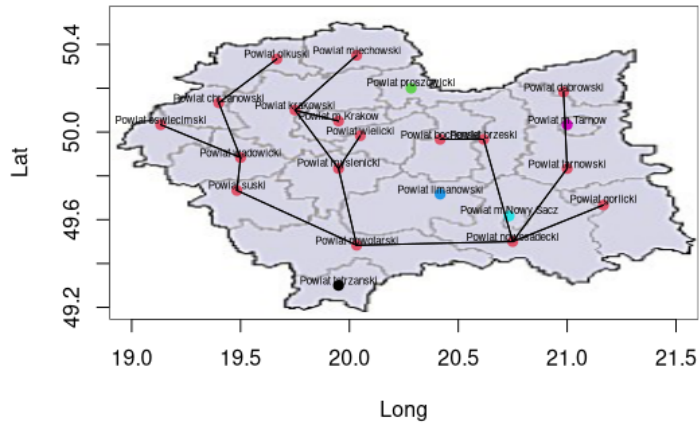 50.4
50.0
49.6
49.2
Lat
Powiat olkuski
Powiat miechowski
Powiat proszowicki
Powiat chrzanowski
Powiat krakowski
Powiat dabrowski
Powiat oswiecimski
Powiat m.Krakow
Powiat m. Tarnow
Powiat wielicki
Powiat brzeski
Powiat wadowicki
Powiat myslenicki
Powiat tarnowski
Powiat suski
Powiat limanowski
Powiat gorlicki
Powiat m.Nowy Sacz
Powiat nowotarski
Powiat nowosadecki
Powiat tatrzanski
19.0 19.5 20.0 20.5 21.0 21.5
Long